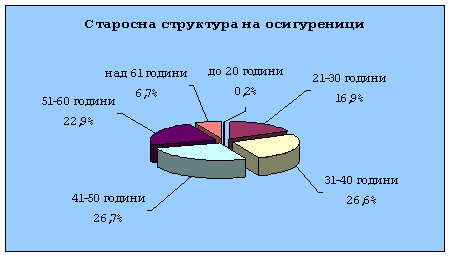 Старосна структура на осигуреници
до 20 години
0,2%
21-30 години
16,9%
31-40 години
26,6%
41-50 години
26,7%
51-60 години
22,9%
над 61 години
6,7%